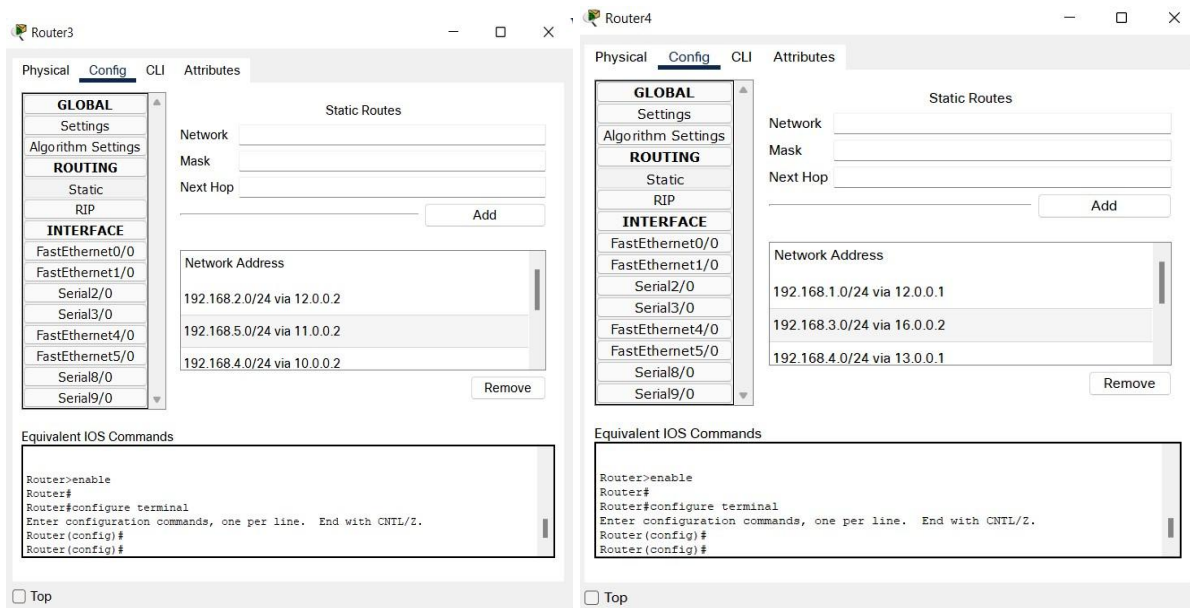 Router3
Physical Config CLI Attributes
GLOBAL
Settings
Algorithm Settings
ROUTING
Static
RIP
INTERFACE
FastEthernet0/0
FastEthernet1/0
Serial2/0
Serial3/0
FastEthernet4/0
FastEthernet5/0
Serial8/0
Serial9/0
Static Routes
Network
Mask
Next Hop
Add
Network Address
192.168.2.0/24 via 12.0.0.2
192.168.5.0/24 via 11.0.0.2
192.168.4.0/24 via 10.0.0.2
Remove
Equivalent IOS Commands
Router>enable
Router#
Router#configure terminal
Enter configuration commands, one per line. End with CNTL/Z.
Router(config)#
Router(config)#
Top
Router4
Physical Config CLI Attributes
GLOBAL
Settings
Algorithm Settings
ROUTING
Static
RIP
INTERFACE
FastEthernet0/0
FastEthernet1/0
Serial2/0
Serial3/0
FastEthernet4/0
FastEthernet5/0
Serial8/0
Serial9/0
Static Routes
Network
Mask
Next Hop
Add
Network Address
192.168.1.0/24 via 12.0.0.1
192.168.3.0/24 via 16.0.0.2
192.168.4.0/24 via 13.0.0.1
Remove
Equivalent IOS Commands
Router>enable
Router#
Router#configure terminal
Enter configuration commands, one per line. End with CNTL/Z.
Router(config)#
Router(config)#
Top